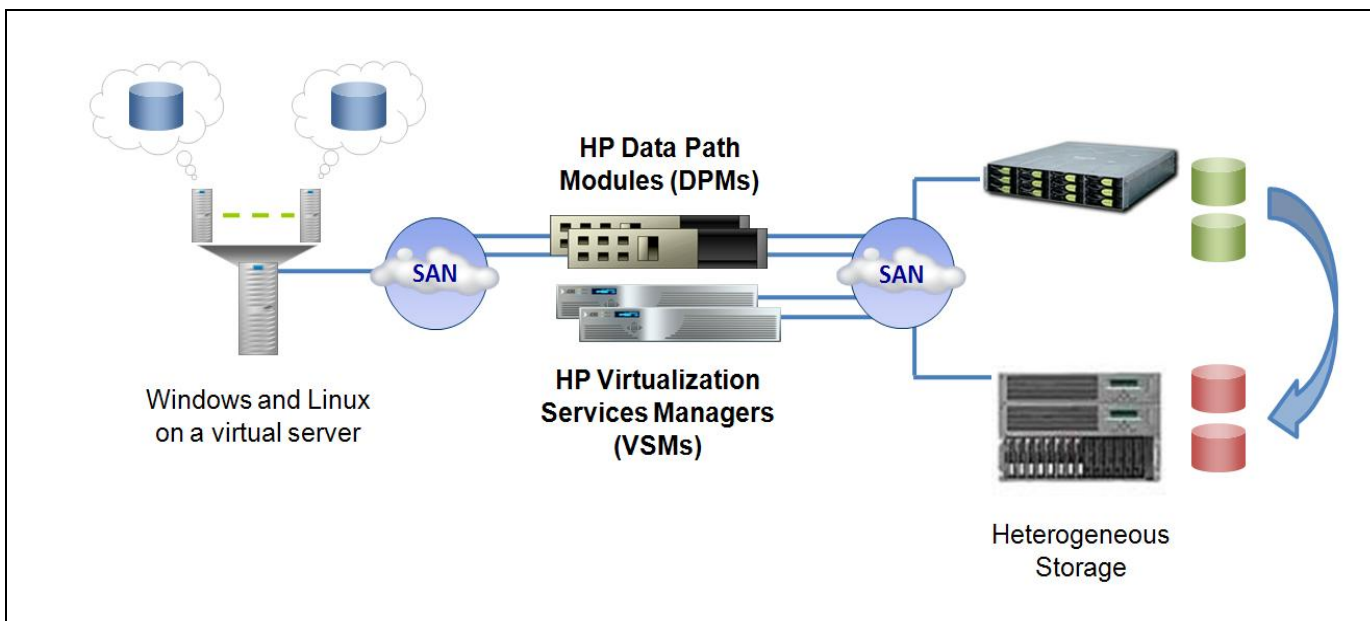 HP Data Path
Modules (DPMs)
SAN
SAN
HP Virtualization
Services Managers
(VSMs)
Windows and Linux
on a virtual server
Heterogeneous
Storage